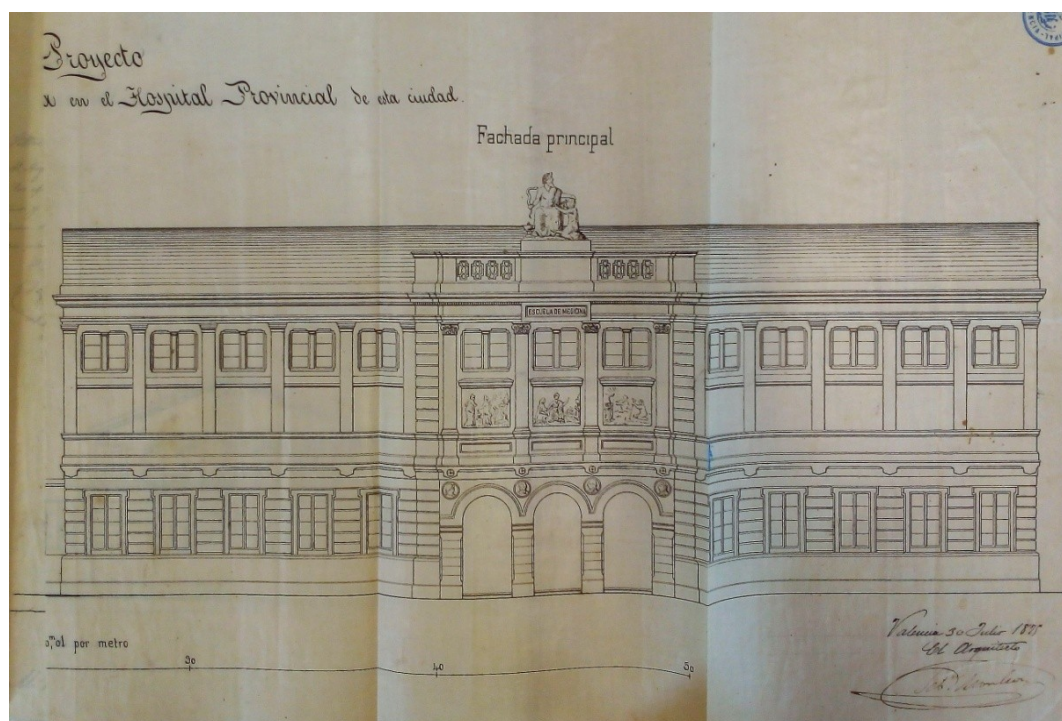 Proyecto
x en el Hospital Provincial de esta ciudad.
Fachada principal
ESCUELA DE MEDICINA
0,m01 por metro
30
40
50
Valencia 30 Julio
El Arquitecto